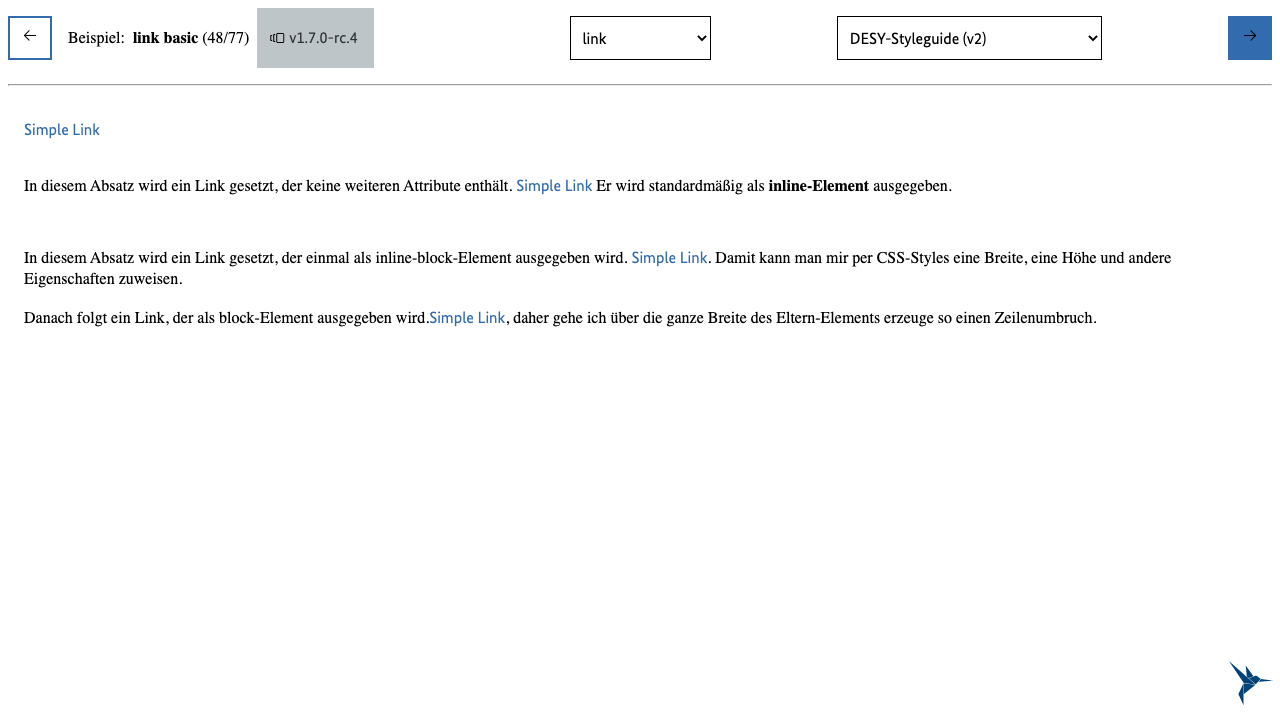 ← Beispiel: link basic (48/77) v1.7.0-rc.4 link DESY-Styleguide (v2) →
Simple Link
In diesem Absatz wird ein Link gesetzt, der keine weiteren Attribute enthält. Simple Link Er wird standardmäßig als inline-Element ausgegeben.
In diesem Absatz wird ein Link gesetzt, der einmal als inline-block-Element ausgegeben wird. Simple Link. Damit kann man mir per CSS-Styles eine Breite, eine Höhe und andere
Eigenschaften zuweisen.
Danach folgt ein Link, der als block-Element ausgegeben wird.Simple Link, daher gehe ich über die ganze Breite des Eltern-Elements erzeuge so einen Zeilenumbruch.